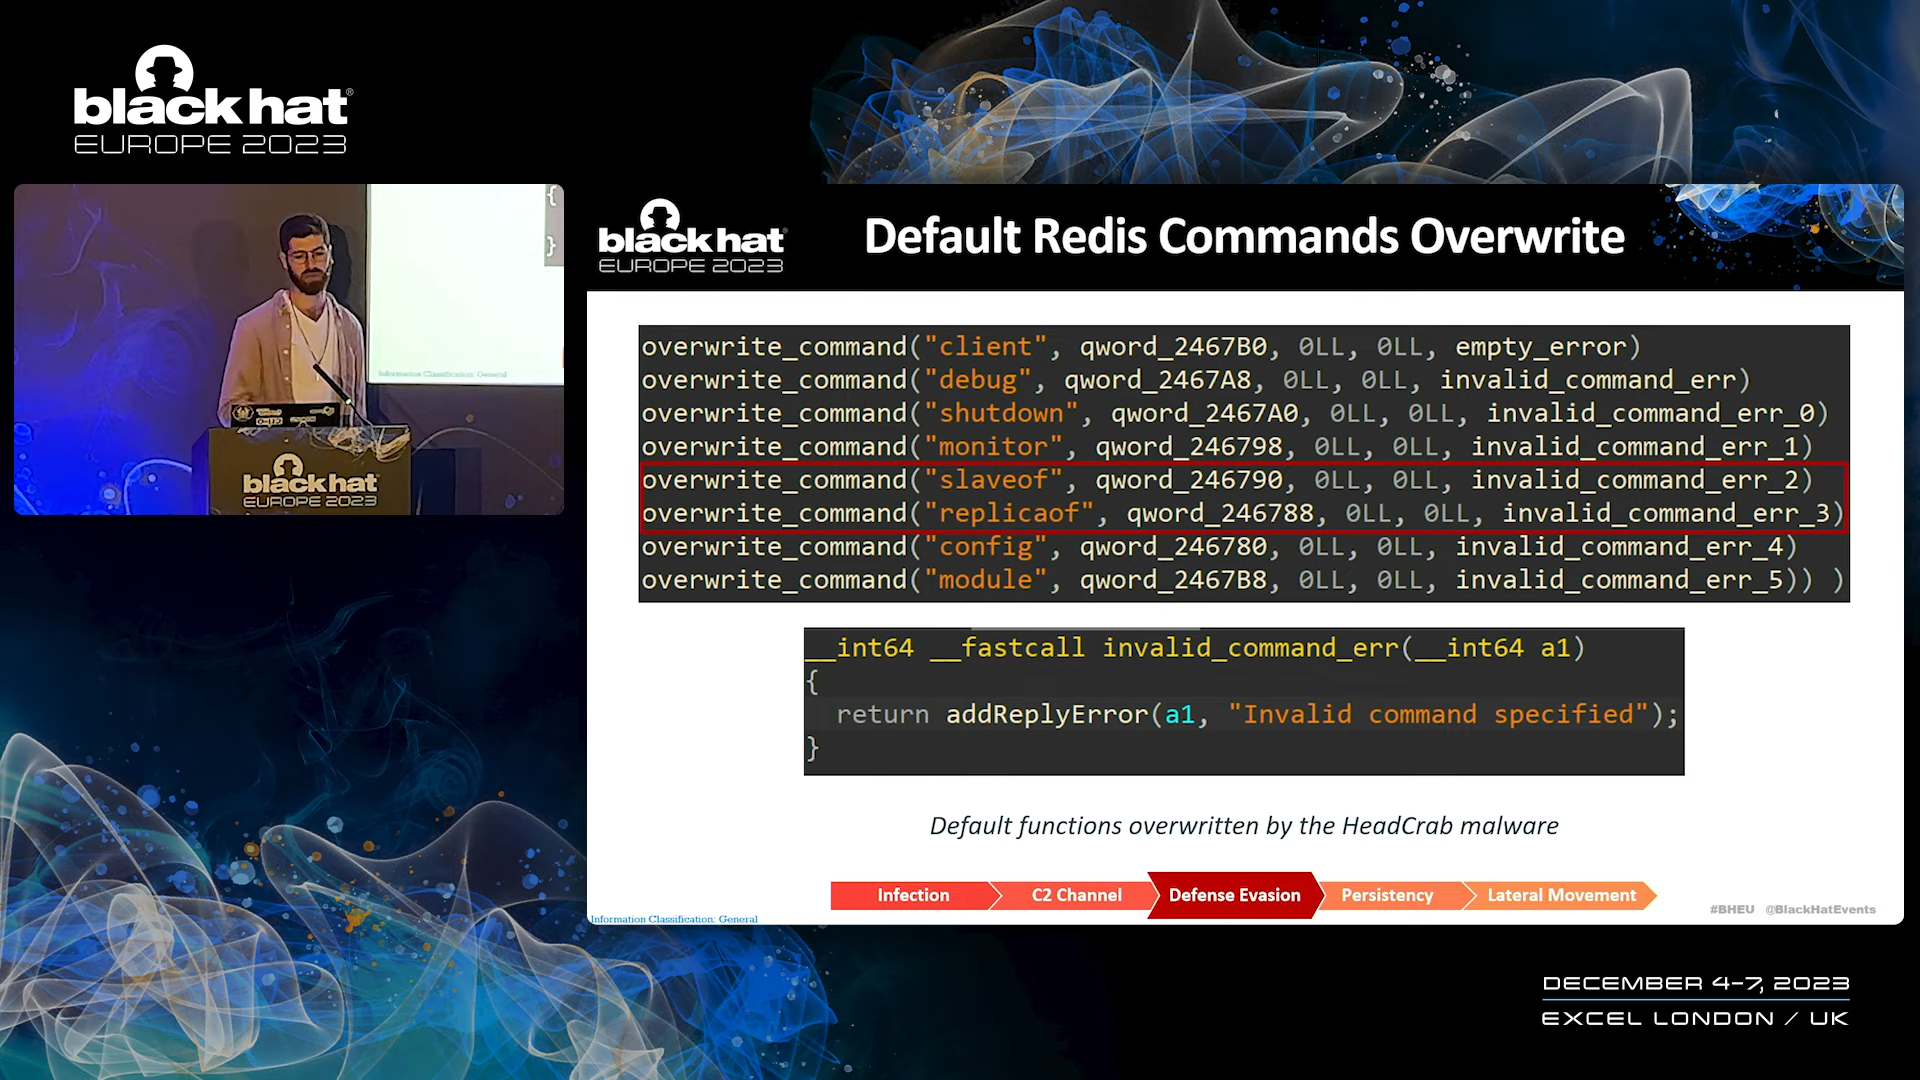 black hat®
EUROPE 2023
{
}
Information Classification: General
black hat
EUROPE 2023
black hat
EUROPE 2023
Default Redis Commands Overwrite
overwrite_command("client", qword_2467B0, 0LL, 0LL, empty_error)
overwrite_command("debug", qword_2467A8, 0LL, 0LL, invalid_command_err)
overwrite_command("shutdown", qword_2467A0, 0LL, 0LL, invalid_command_err_0)
overwrite_command("monitor", qword_246798, 0LL, 0LL, invalid_command_err_1)
overwrite_command("slaveof", qword_246790, 0LL, 0LL, invalid_command_err_2)
overwrite_command("replicaof", qword_246788, 0LL, 0LL, invalid_command_err_3)
overwrite_command("config", qword_246780, 0LL, 0LL, invalid_command_err_4)
overwrite_command("module", qword_2467B8, 0LL, 0LL, invalid_command_err_5)) )
__int64 __fastcall invalid_command_err(__int64 a1)
{
return addReplyError(a1, "Invalid command specified");
}
Default functions overwritten by the HeadCrab malware
Infection
C2 Channel
Defense Evasion
Persistency
Lateral Movement
Information Classification: General
#BHEU @BlackHatEvents
DECEMBER 4-7, 2023
EXCEL LONDON / UK